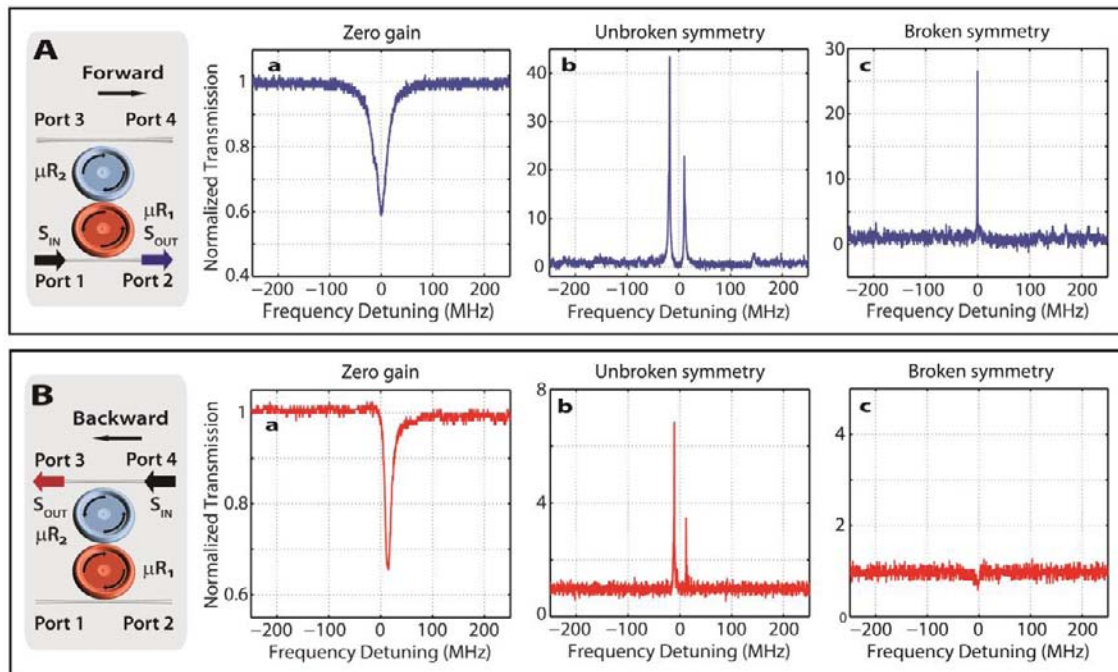 A
Forward
Port 3 Port 4
μR2
μR1
SIN SOUT
Port 1 Port 2
Zero gain
a
Normalized Transmission
1
0.8
0.6
0.4
−200 −100 0 100 200
Frequency Detuning (MHz)
Unbroken symmetry
b
40
30
20
10
0
−200 −100 0 100 200
Frequency Detuning (MHz)
Broken symmetry
c
30
20
10
0
−200 −100 0 100 200
Frequency Detuning (MHz)
B
Backward
Port 3 Port 4
SOUT SIN
μR2
μR1
Port 1 Port 2
Zero gain
a
Normalized Transmission
1
0.8
0.6
−200 −100 0 100 200
Frequency Detuning (MHz)
Unbroken symmetry
b
8
4
0
−200 −100 0 100 200
Frequency Detuning (MHz)
Broken symmetry
c
4
2
1
0
−200 −100 0 100 200
Frequency Detuning (MHz)